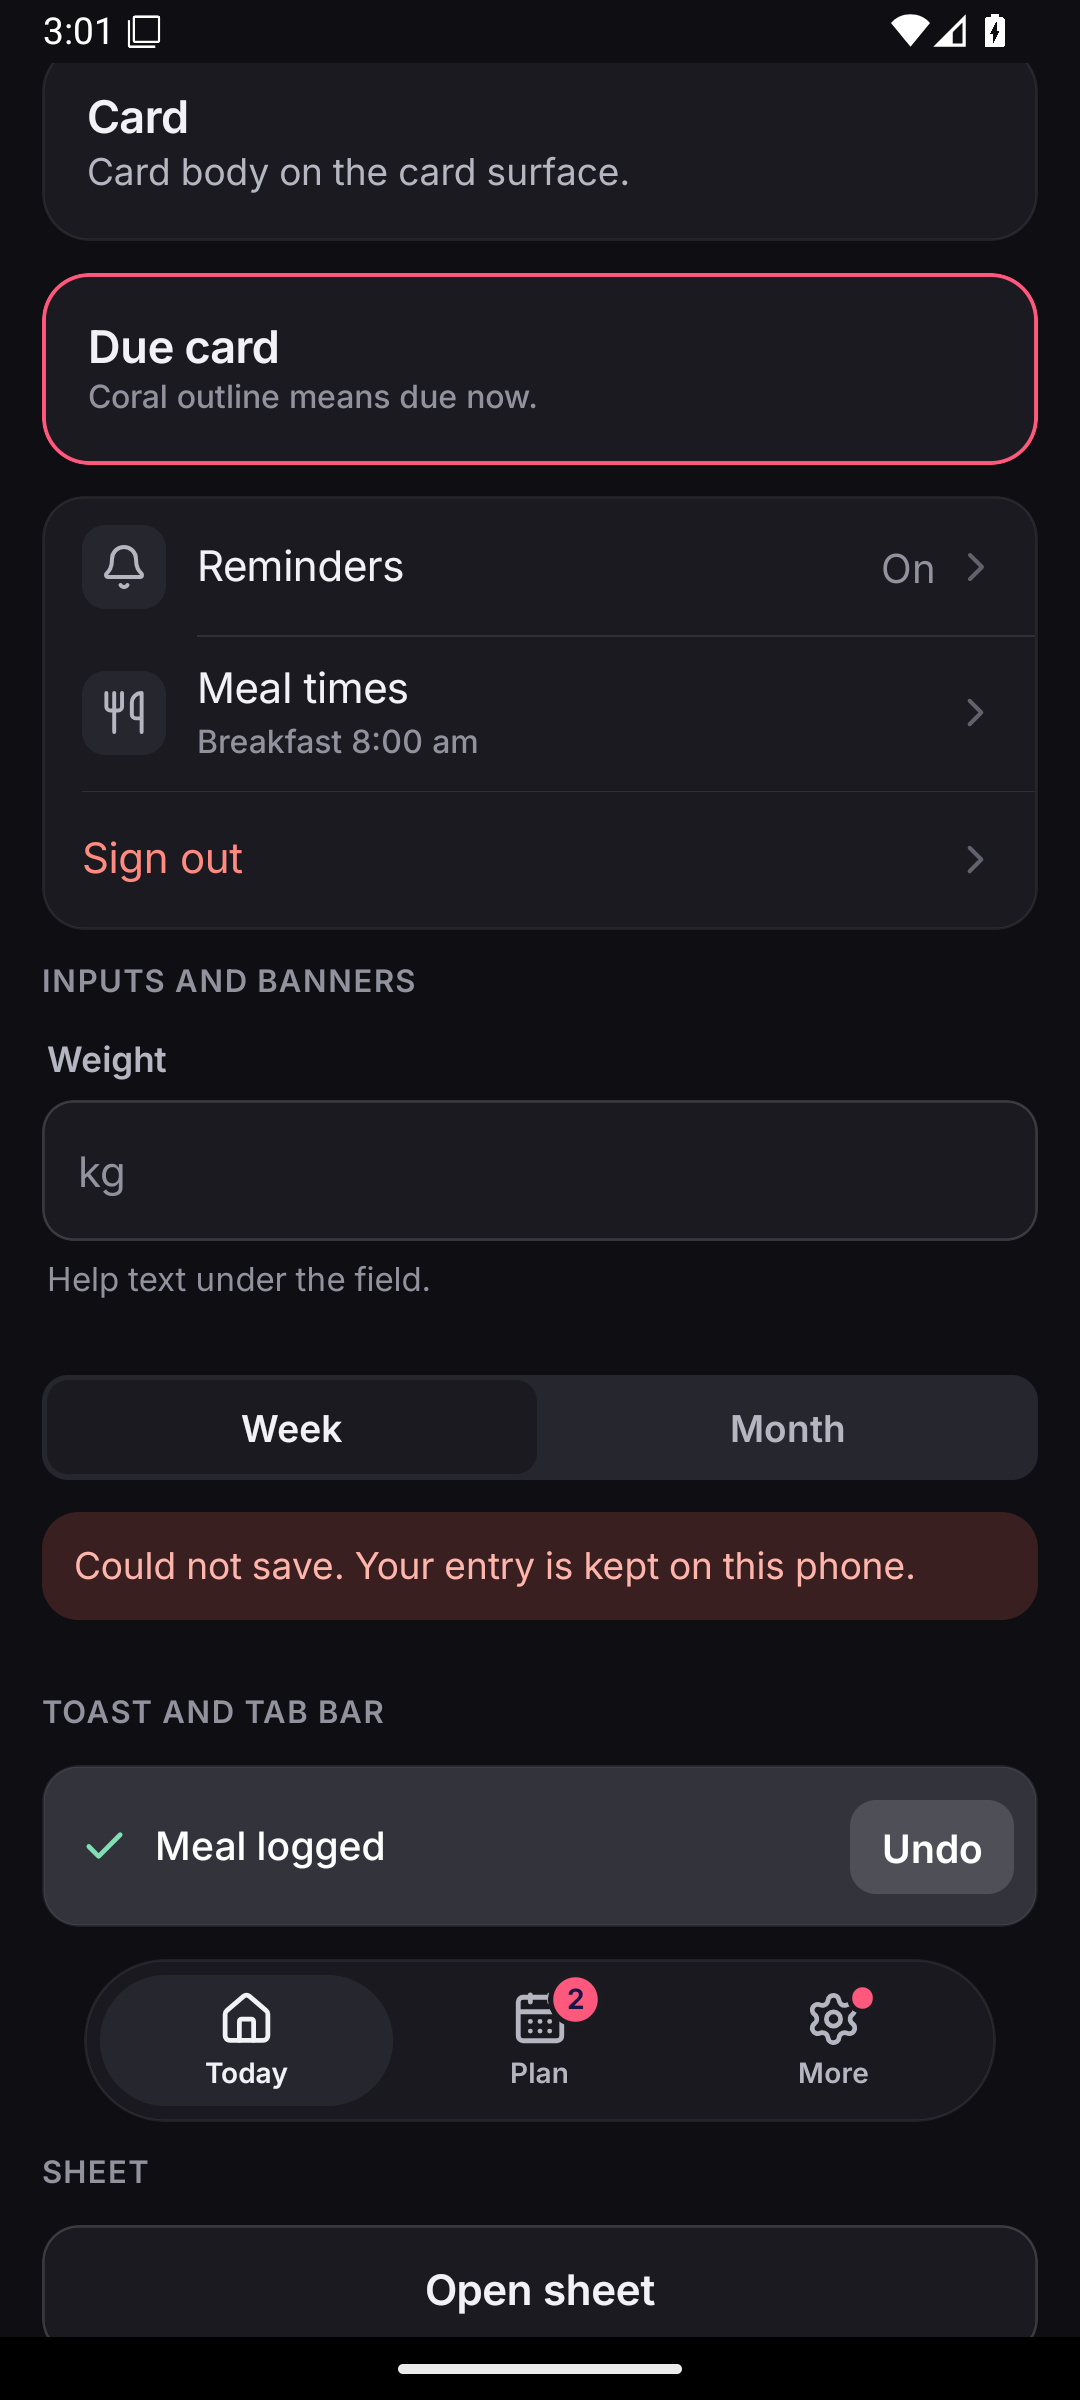 3:01
Card
Card body on the card surface.
Due card
Coral outline means due now.
Reminders
On
Meal times
Breakfast 8:00 am
Sign out
INPUTS AND BANNERS
Weight
kg
Help text under the field.
Week
Month
Could not save. Your entry is kept on this phone.
TOAST AND TAB BAR
Meal logged
Undo
2
Today
Plan
More
SHEET
Open sheet